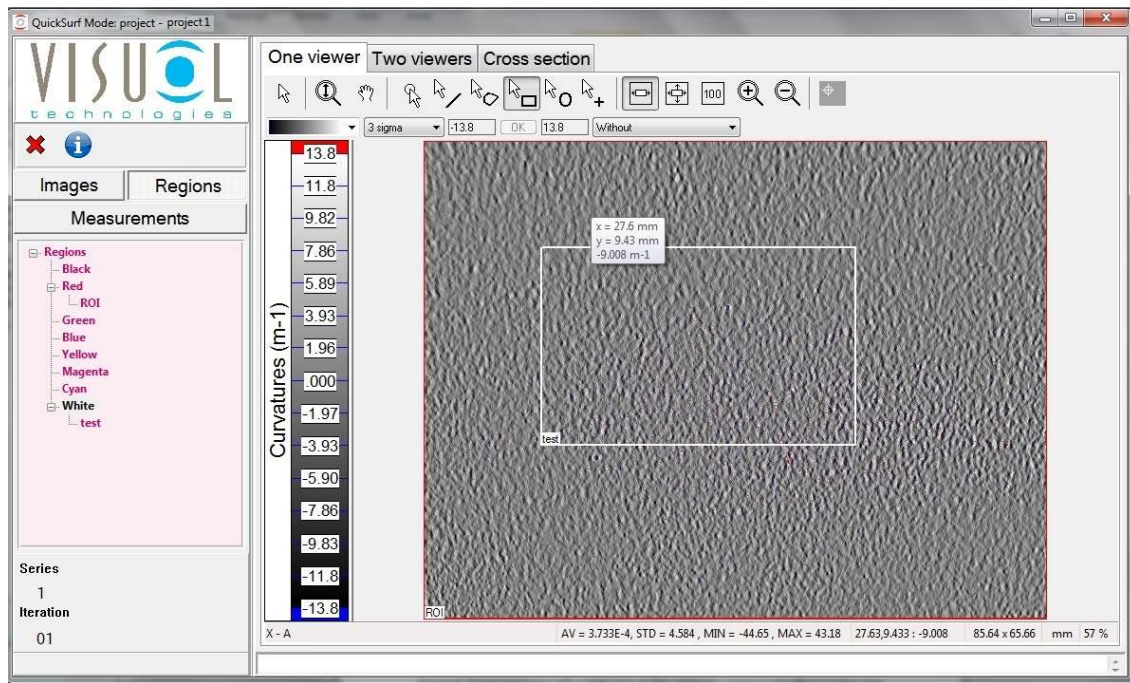 QuickSurf Mode: project - project1
VISUOL
technologies
Images
Regions
Measurements
Regions
Black
Red
ROI
Green
Blue
Yellow
Magenta
Cyan
White
test
Series
1
Iteration
01
One viewer
Two viewers
Cross section
100
3 sigma
-13.8
OK
13.8
Without
Curvatures (m-1)
13.8
11.8
9.82
7.86
5.89
3.93
1.96
.000
-1.97
-3.93
-5.90
-7.86
-9.83
-11.8
-13.8
x = 27.6 mm
y = 9.43 mm
-9.008 m-1
test
ROI
X - A
AV = 3.733E-4, STD = 4.584 , MIN = -44.65 , MAX = 43.18
27.63,9.433 : -9.008
85.64 x 65.66
mm
57 %